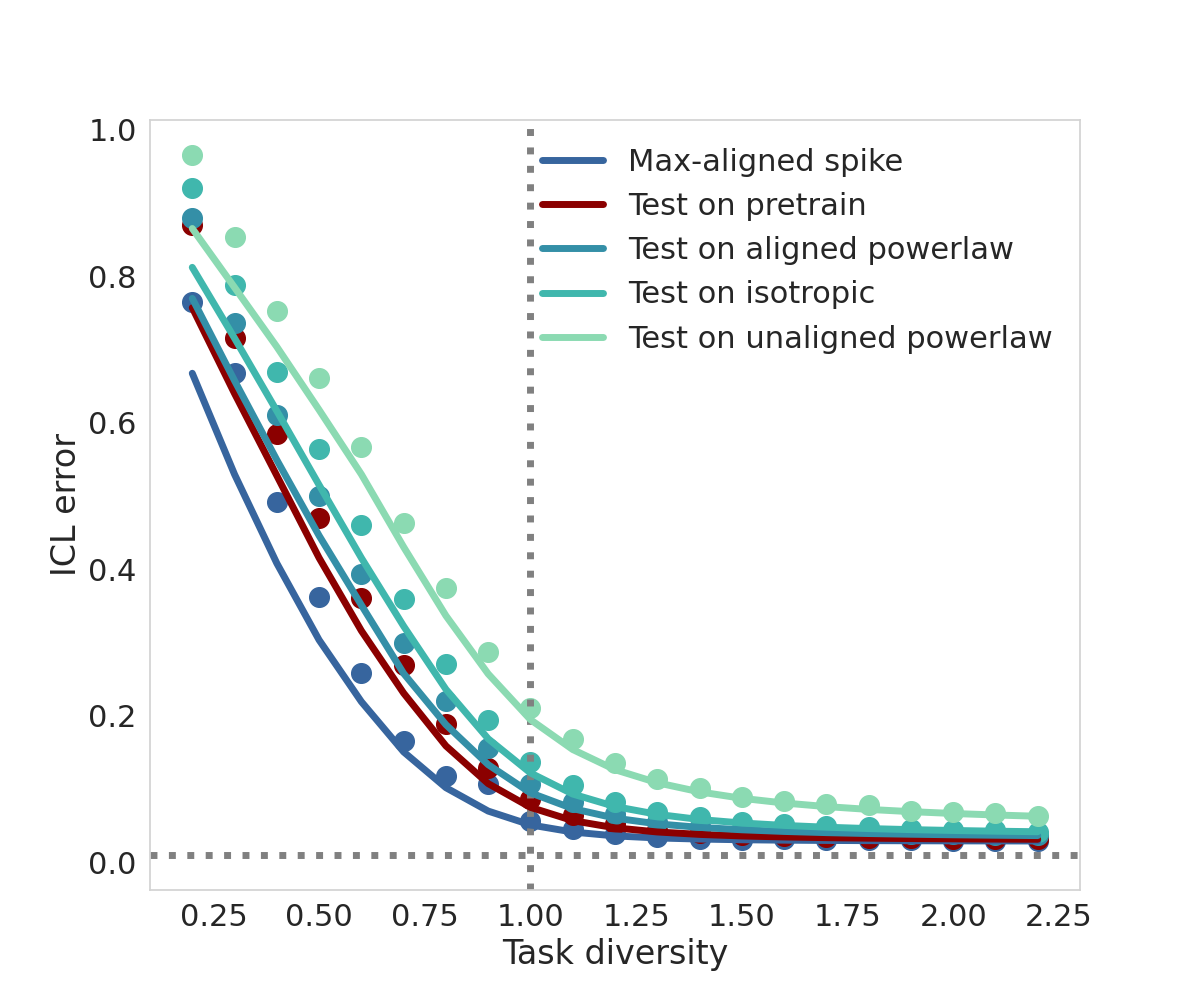 ICL error
1.0
0.8
0.6
0.4
0.2
0.0
Max-aligned spike
Test on pretrain
Test on aligned powerlaw
Test on isotropic
Test on unaligned powerlaw
0.25 0.50 0.75 1.00 1.25 1.50 1.75 2.00 2.25
Task diversity